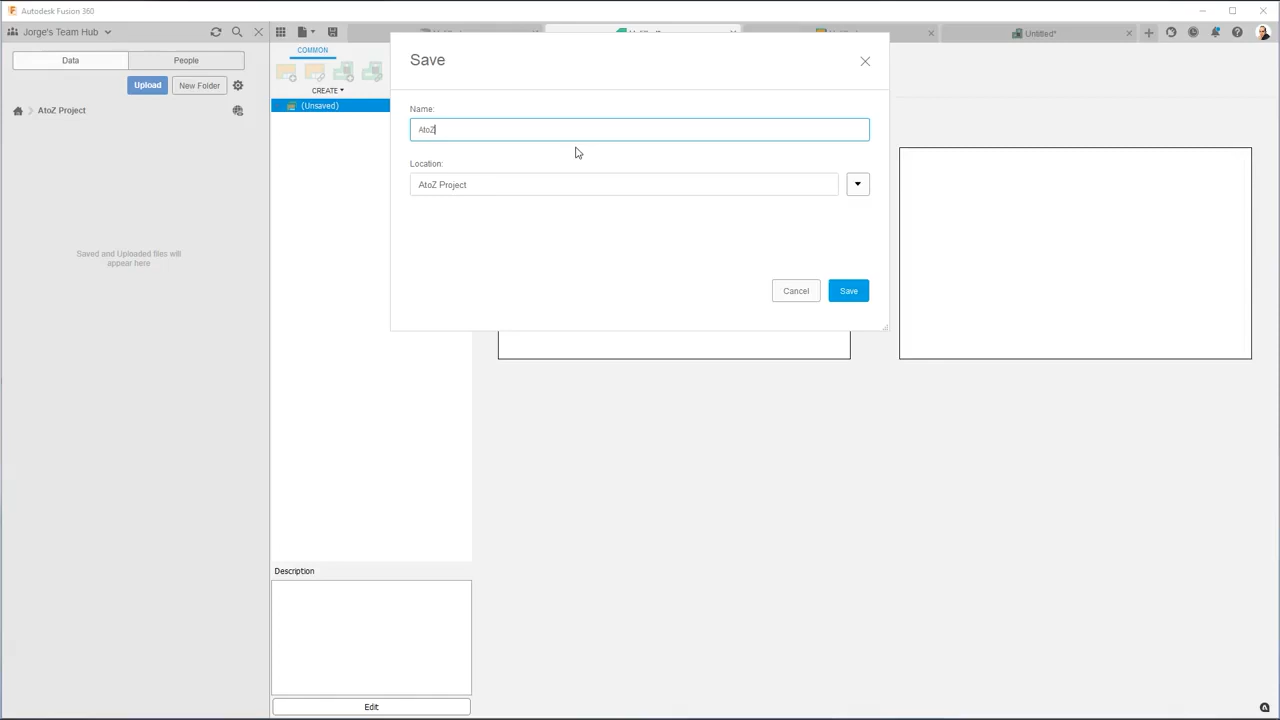 Autodesk Fusion 360
Jorge's Team Hub
Data
People
Upload
New Folder
AtoZ Project
Saved and Uploaded files will
appear here
COMMON
CREATE
(Unsaved)
Untitled*
Save
Name:
AtoZ
Location:
AtoZ Project
Cancel
Save
Description
Edit